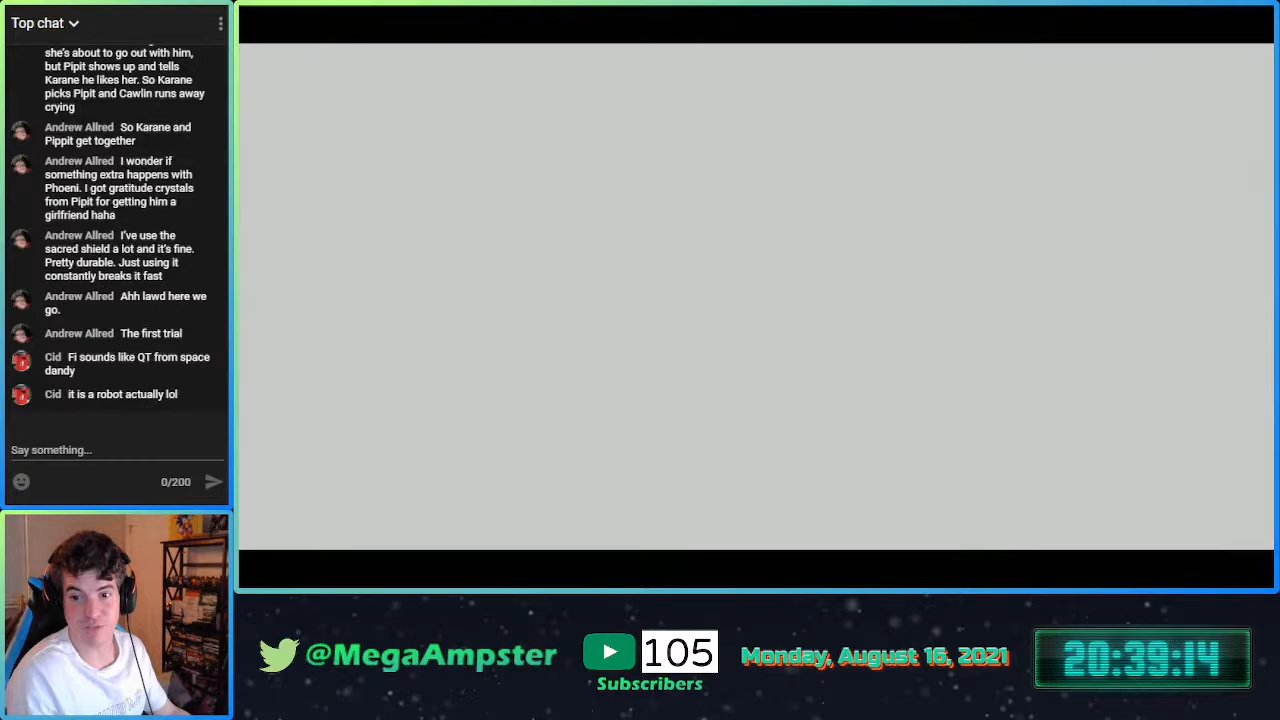 Top chat
she's about to go out with him,
but Pipit shows up and tells
Karane he likes her. So Karane
picks Pipit and Cawlin runs away
crying
Andrew Allred So Karane and
Pippit get together
Andrew Allred I wonder if
something extra happens with
Phoeni. I got gratitude crystals
from Pipit for getting him a
girlfriend haha
Andrew Allred I've use the
sacred shield a lot and it's fine.
Pretty durable. Just using it
constantly breaks it fast
Andrew Allred Ahh lawd here we
go.
Andrew Allred The first trial
Cid Fi sounds like QT from space
dandy
Cid it is a robot actually lol
Say something...
0/200
@MegaAmpster
105
Subscribers
Monday, August 16, 2021
20:39:14